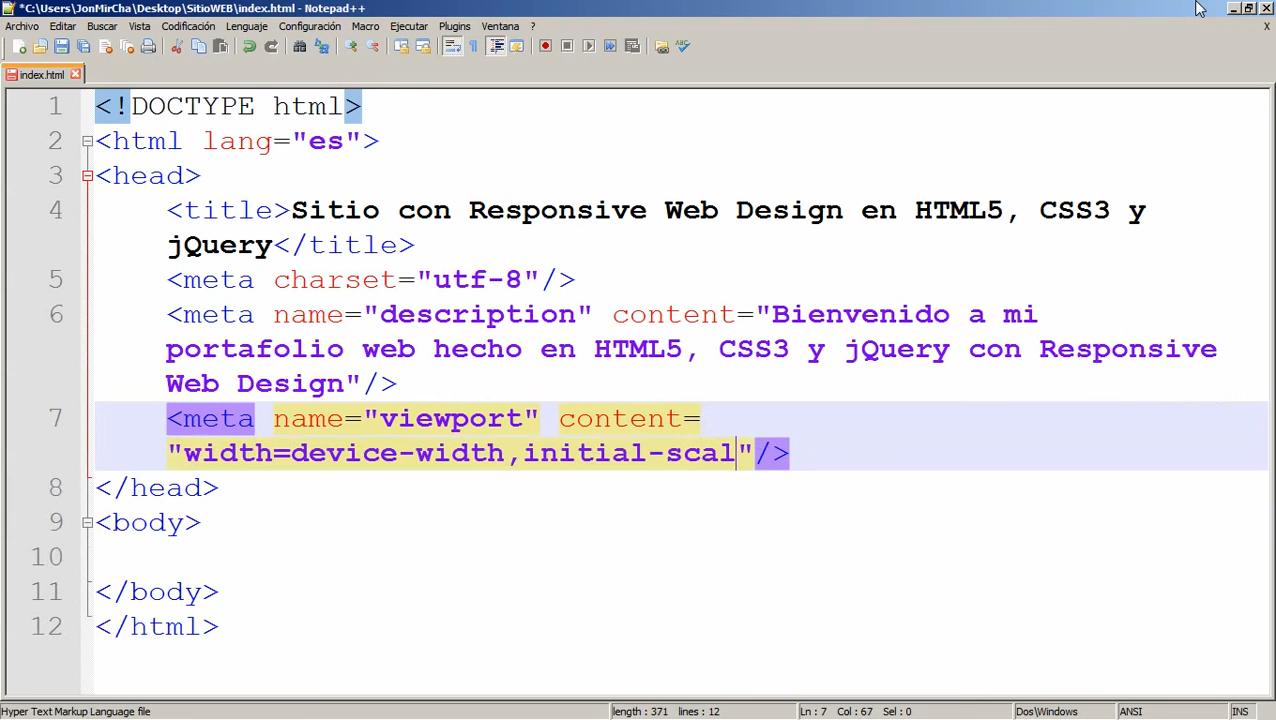 *C:\Users\JonMirCha\Desktop\SitioWEB\index.html - Notepad++
Archivo Editar Buscar Vista Codificación Lenguaje Configuración Macro Ejecutar Plugins Ventana ? X
index.html
1 <!DOCTYPE html>
2 <html lang="es">
3 <head>
4 <title>Sitio con Responsive Web Design en HTML5, CSS3 y
jQuery</title>
5 <meta charset="utf-8"/>
6 <meta name="description" content="Bienvenido a mi
portafolio web hecho en HTML5, CSS3 y jQuery con Responsive
Web Design"/>
7 <meta name="viewport" content=
"width=device-width,initial-scal"/>
8 </head>
9 <body>
10
11 </body>
12 </html>
Hyper Text Markup Language file length : 371 lines : 12 Ln : 7 Col : 67 Sel : 0 Dos\Windows ANSI INS